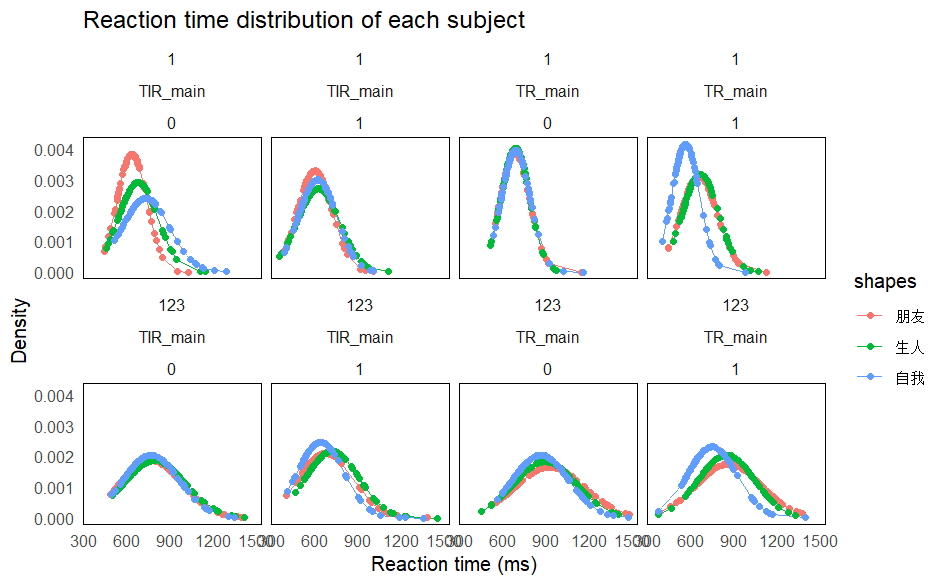 Reaction time distribution of each subject
1 1 1 1
TIR_main TIR_main TR_main TR_main
0 1 0 1
0.004
0.003
0.002
0.001
0.000
123 123 123 123
TIR_main TIR_main TR_main TR_main
0 1 0 1
0.004
0.003
0.002
0.001
0.000
300 600 900 1200 1500 300 600 900 1200 1500 300 600 900 1200 1500 300 600 900 1200 1500
Reaction time (ms)
Density
shapes
朋友
生人
自我